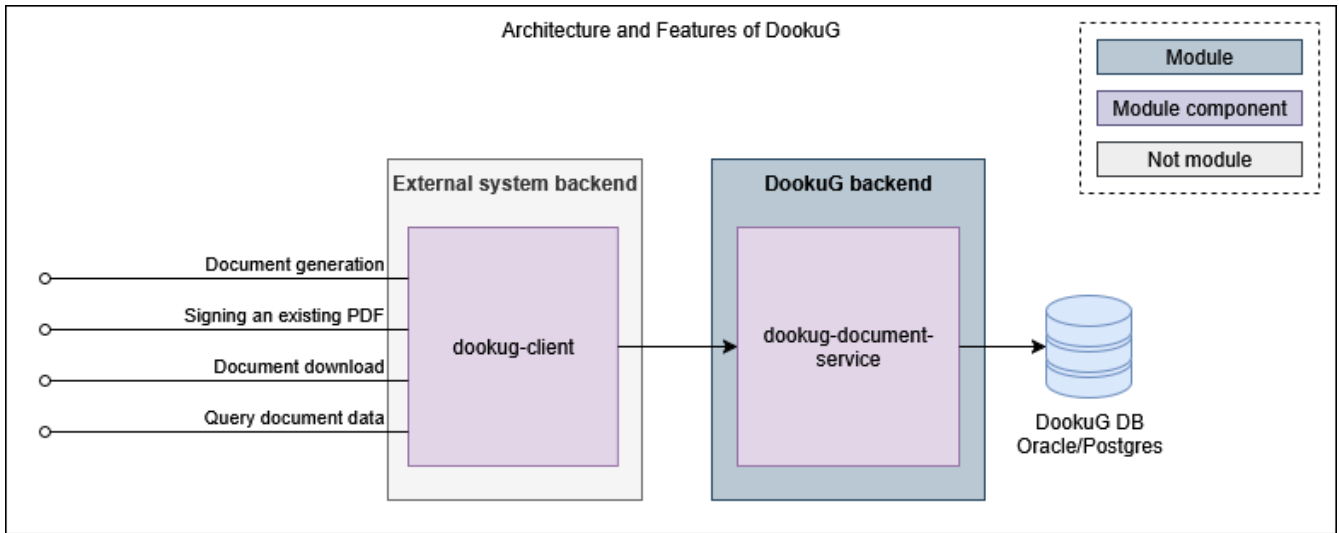 Architecture and Features of DookuG
Module
Module component
Not module
External system backend
DookuG backend
Document generation
Signing an existing PDF
Document download
Query document data
dookug-client
dookug-document-
service
DookuG DB
Oracle/Postgres